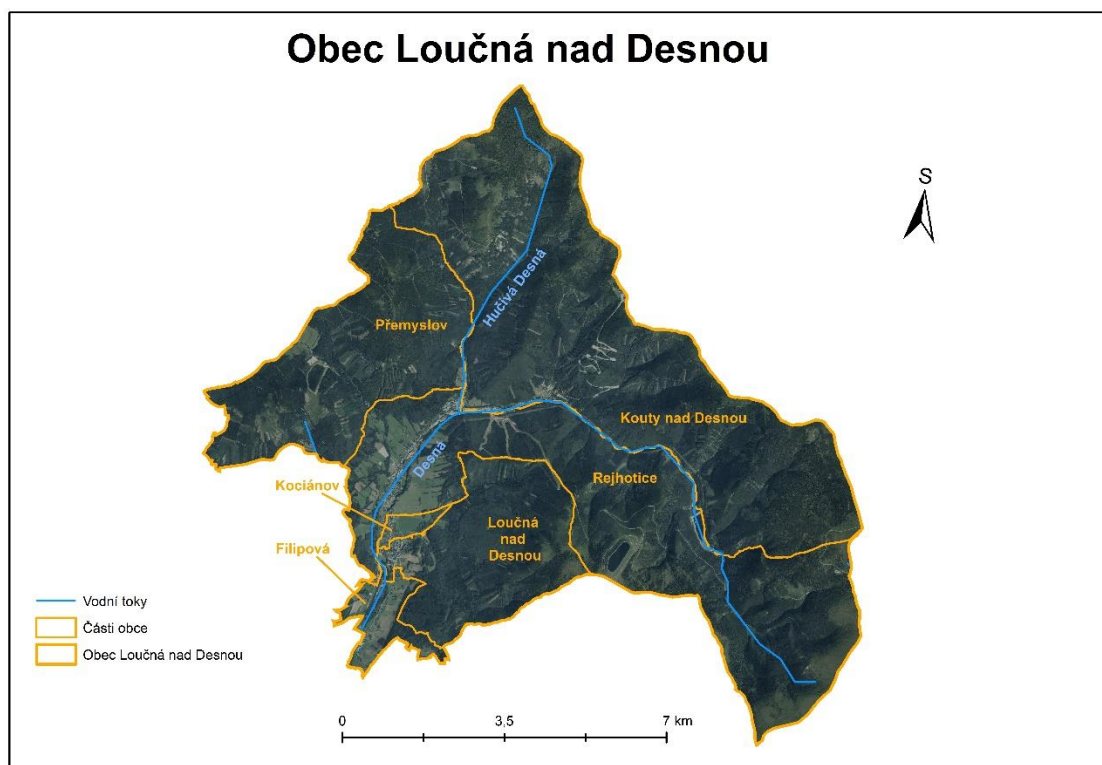 Obec Loučná nad Desnou
S
Hučivá Desná
Přemyslov
Kouty nad Desnou
Desná
Rejhotice
Kociánov
Loučná
nad
Desnou
Filipová
Vodní toky
Části obce
Obec Loučná nad Desnou
0 3,5 7 km